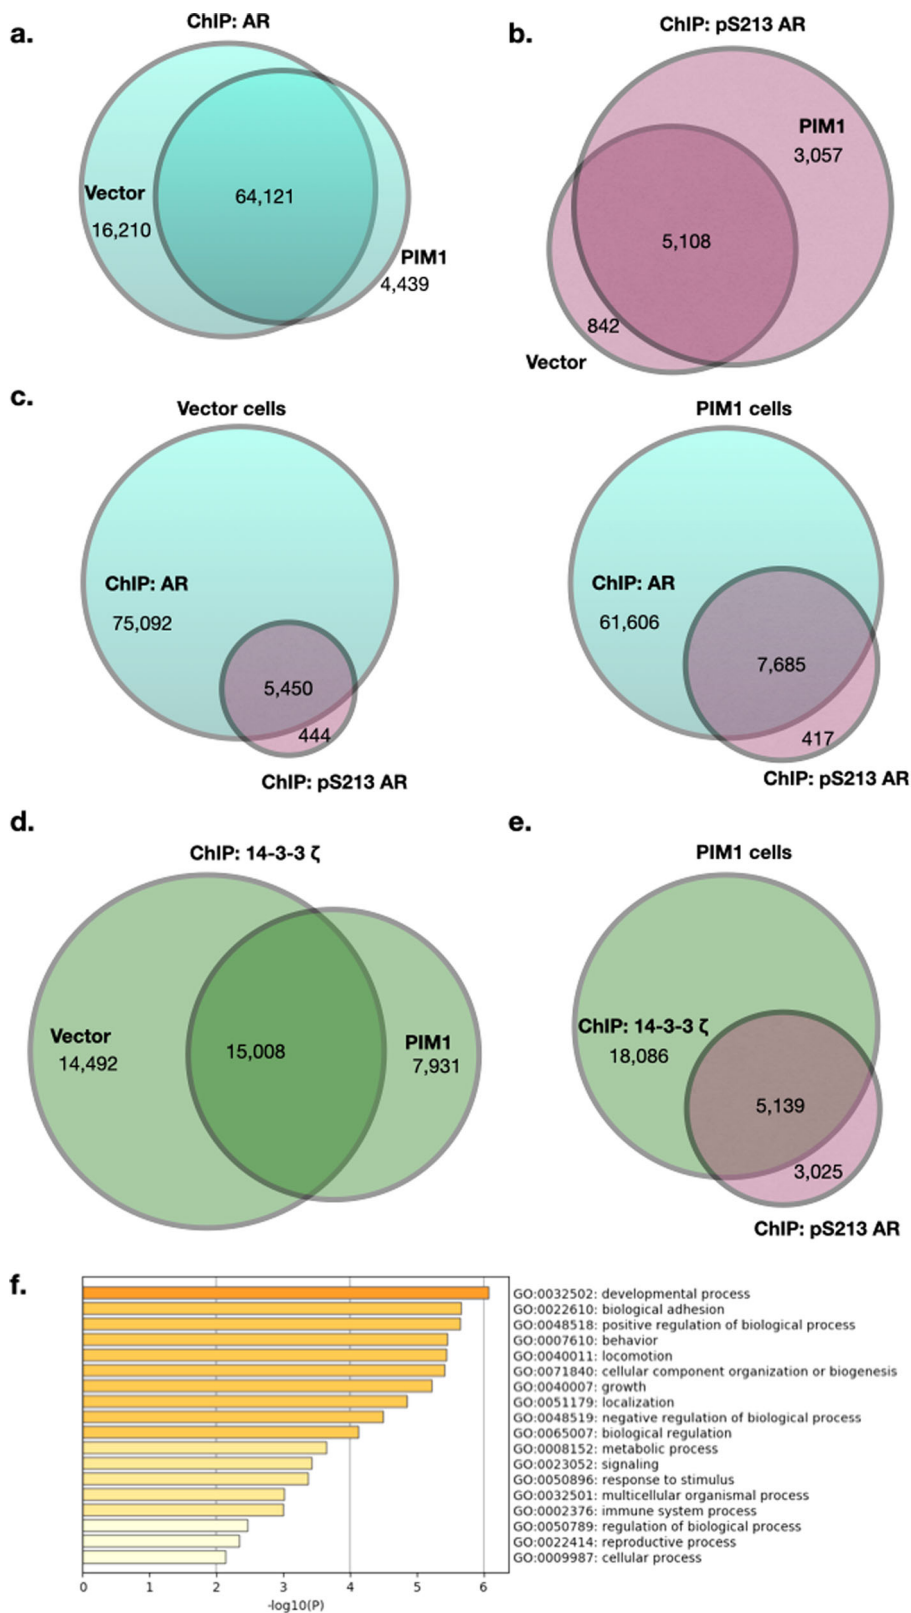 a.
ChIP: AR
Vector
16,210
64,121
PIM1
4,439
b.
ChIP: pS213 AR
PIM1
3,057
5,108
842
Vector
c.
Vector cells
ChIP: AR
75,092
5,450
444
ChIP: pS213 AR
PIM1 cells
ChIP: AR
61,606
7,685
417
ChIP: pS213 AR
d.
ChIP: 14-3-3 ζ
Vector
14,492
15,008
PIM1
7,931
e.
PIM1 cells
ChIP: 14-3-3 ζ
18,086
5,139
3,025
ChIP: pS213 AR
f.
GO:0032502: developmental process
GO:0022610: biological adhesion
GO:0048518: positive regulation of biological process
GO:0007610: behavior
GO:0040011: locomotion
GO:0071840: cellular component organization or biogenesis
GO:0040007: growth
GO:0051179: localization
GO:0048519: negative regulation of biological process
GO:0065007: biological regulation
GO:0008152: metabolic process
GO:0023052: signaling
GO:0050896: response to stimulus
GO:0032501: multicellular organismal process
GO:0002376: immune system process
GO:0050789: regulation of biological process
GO:0022414: reproductive process
GO:0009987: cellular process
0 1 2 3 4 5 6
-log10(P)